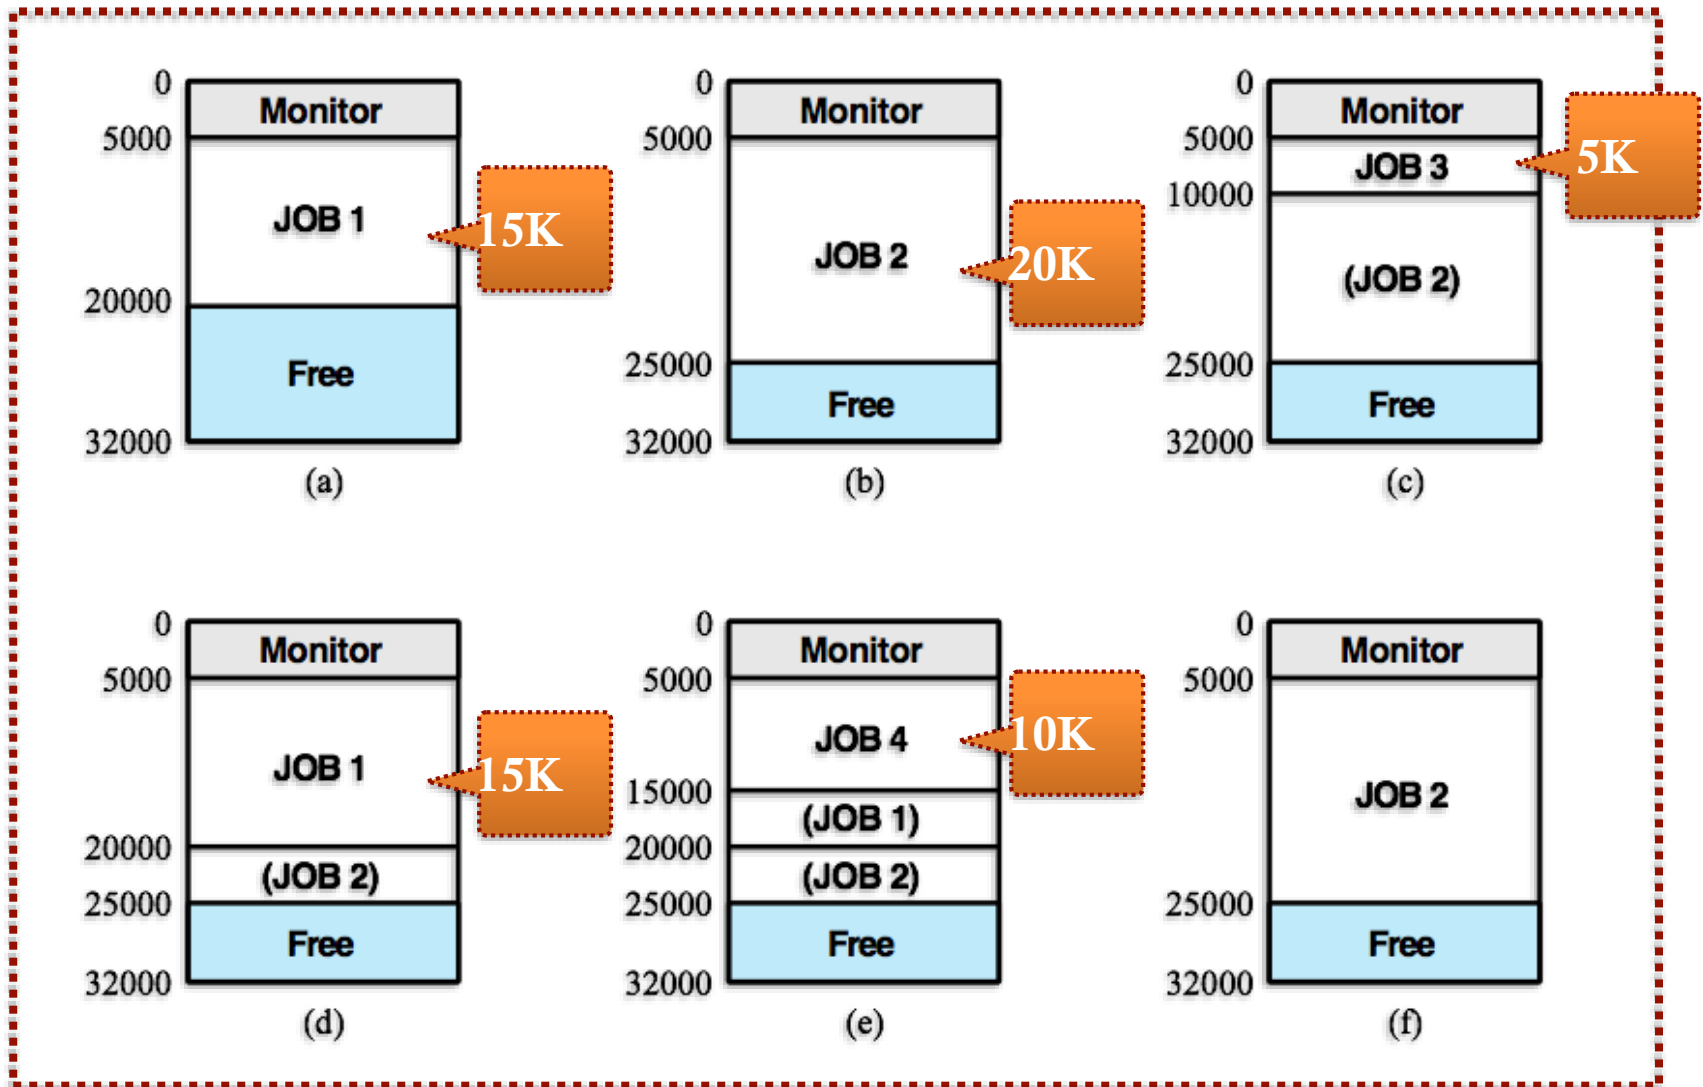 0
Monitor
5000
JOB 1
15K
20000
Free
32000
(a)
0
Monitor
5000
JOB 2
20K
25000
Free
32000
(b)
0
Monitor
5000
JOB 3
5K
10000
(JOB 2)
25000
Free
32000
(c)
0
Monitor
5000
JOB 1
15K
20000
(JOB 2)
25000
Free
32000
(d)
0
Monitor
5000
JOB 4
10K
15000
(JOB 1)
20000
(JOB 2)
25000
Free
32000
(e)
0
Monitor
5000
JOB 2
25000
Free
32000
(f)